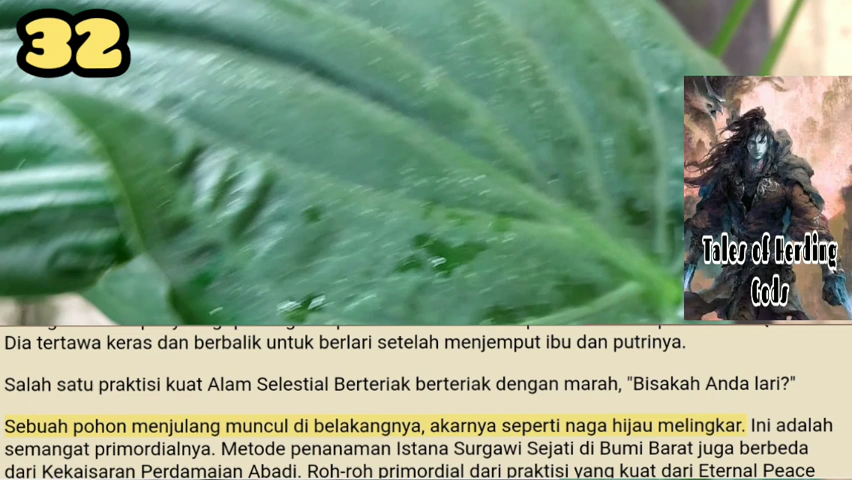 32
Tales of Herding
Gods
Dia tertawa keras dan berbalik untuk berlari setelah menjemput ibu dan putrinya.
Salah satu praktisi kuat Alam Selestial Berteriak berteriak dengan marah, "Bisakah Anda lari?"
Sebuah pohon menjulang muncul di belakangnya, akarnya seperti naga hijau melingkar. Ini adalah
semangat primordialnya. Metode penanaman Istana Surgawi Sejati di Bumi Barat juga berbeda
dari Kekaisaran Perdamaian Abadi. Roh-roh primordial dari praktisi yang kuat dari Eternal Peace